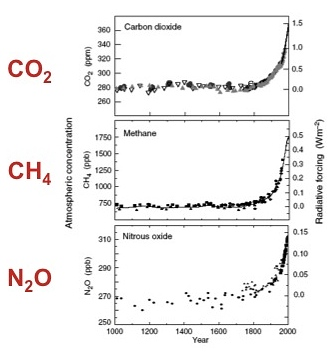 CO2
CH4
N2O
Atmospheric concentration
Radiative forcing (Wm⁻²)
Carbon dioxide
CO2 (ppm)
360
340
320
300
280
260
1.5
1.0
0.5
0.0
Methane
CH4 (ppb)
1750
1500
1250
1000
750
0.5
0.4
0.3
0.2
0.1
0.0
Nitrous oxide
N2O (ppb)
310
290
270
250
0.15
0.10
0.05
0.0
1000
1200
1400
1600
1800
2000
Year